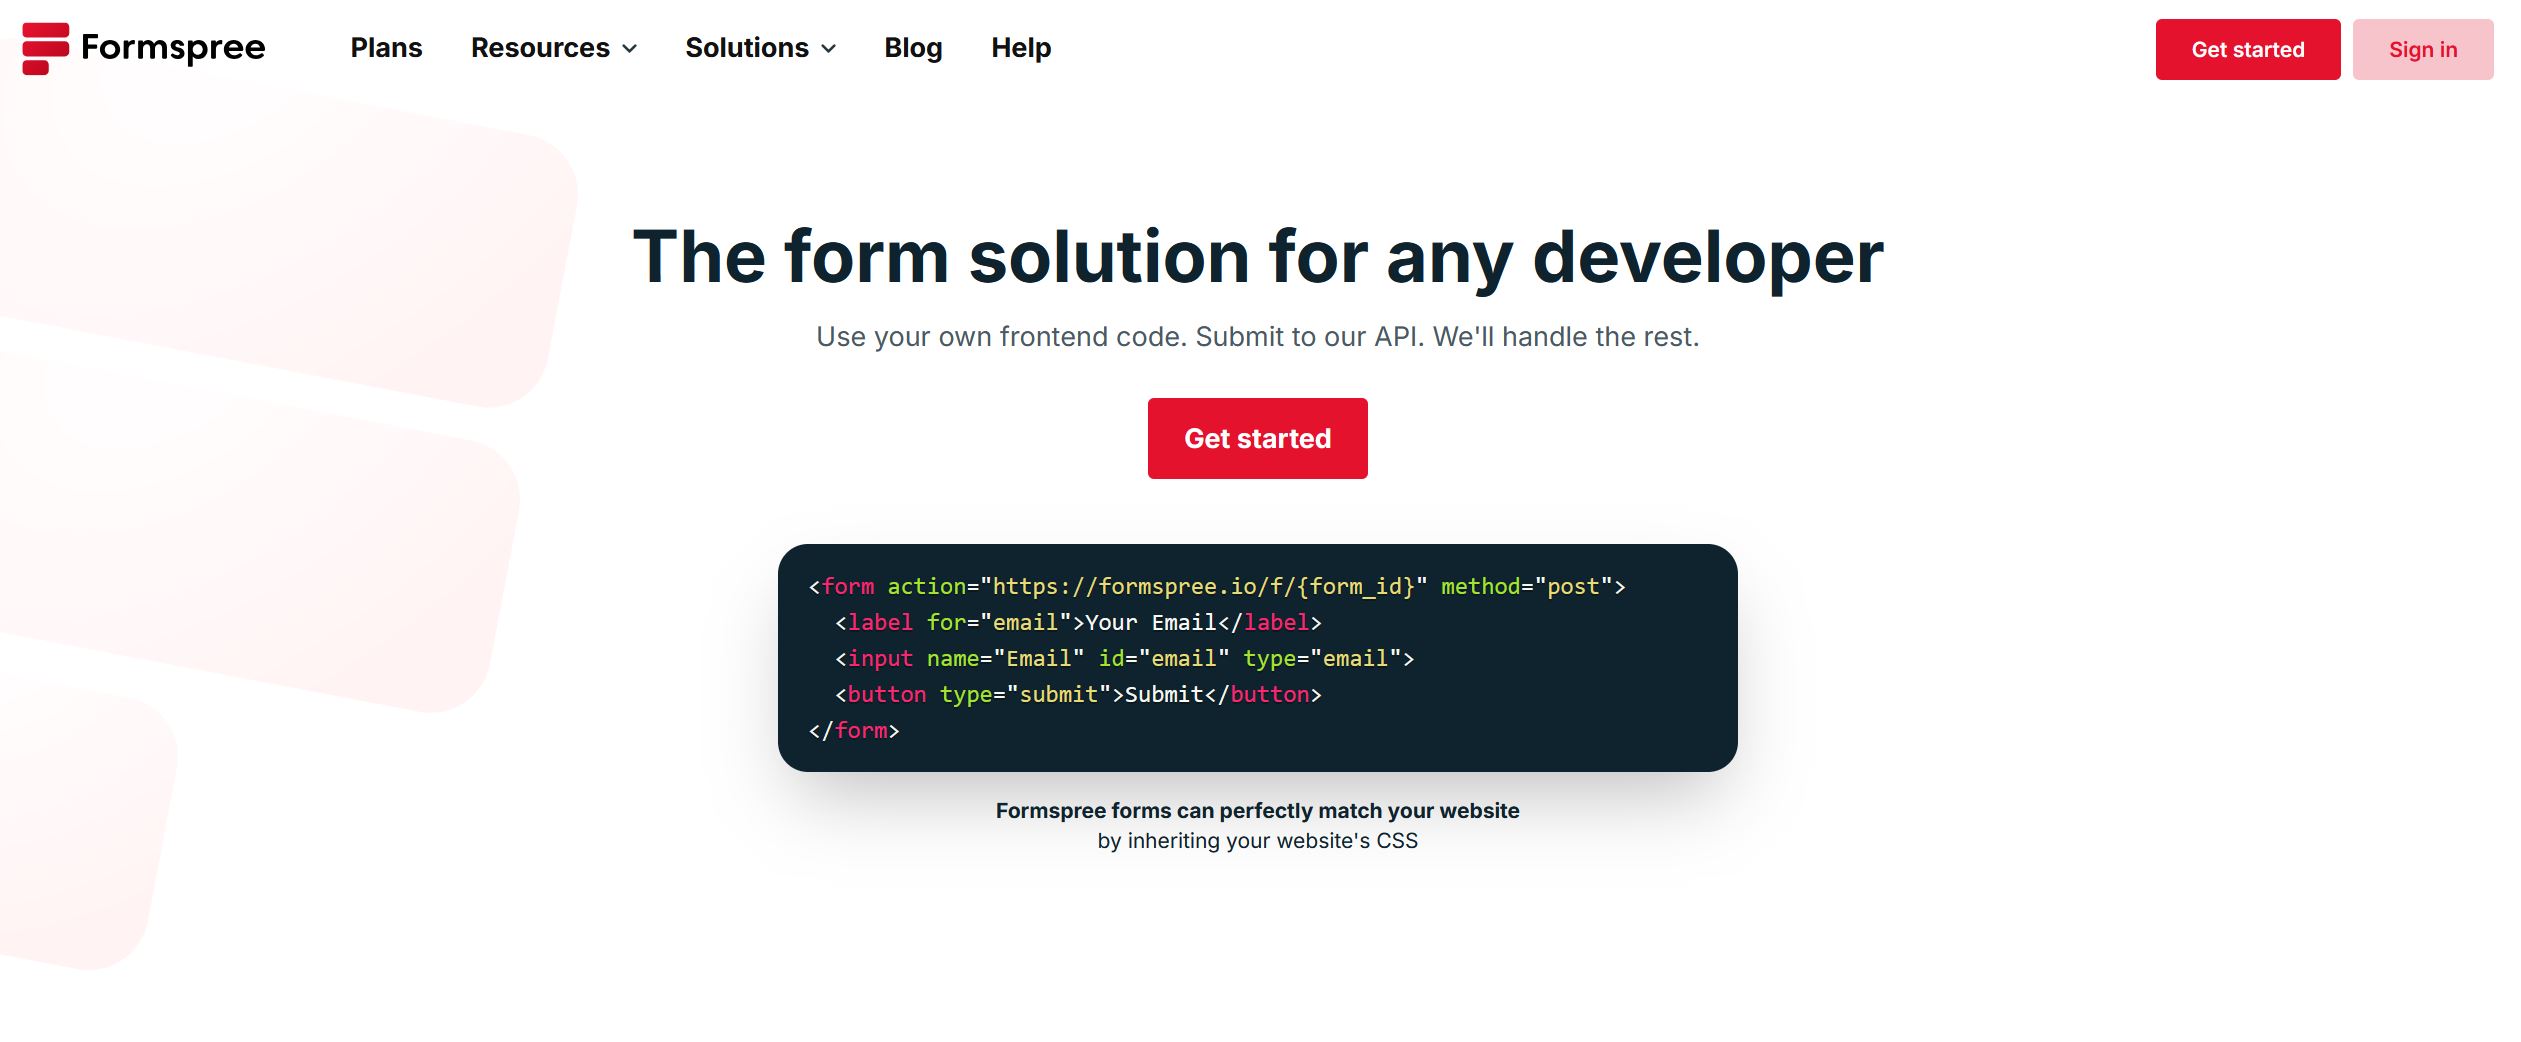 Formspree
Plans
Resources
Solutions
Blog
Help
Get started
Sign in
The form solution for any developer
Use your own frontend code. Submit to our API. We'll handle the rest.
Get started
<form action="https://formspree.io/f/{form_id}" method="post">
  <label for="email">Your Email</label>
  <input name="Email" id="email" type="email">
  <button type="submit">Submit</button>
</form>
Formspree forms can perfectly match your website
by inheriting your website's CSS